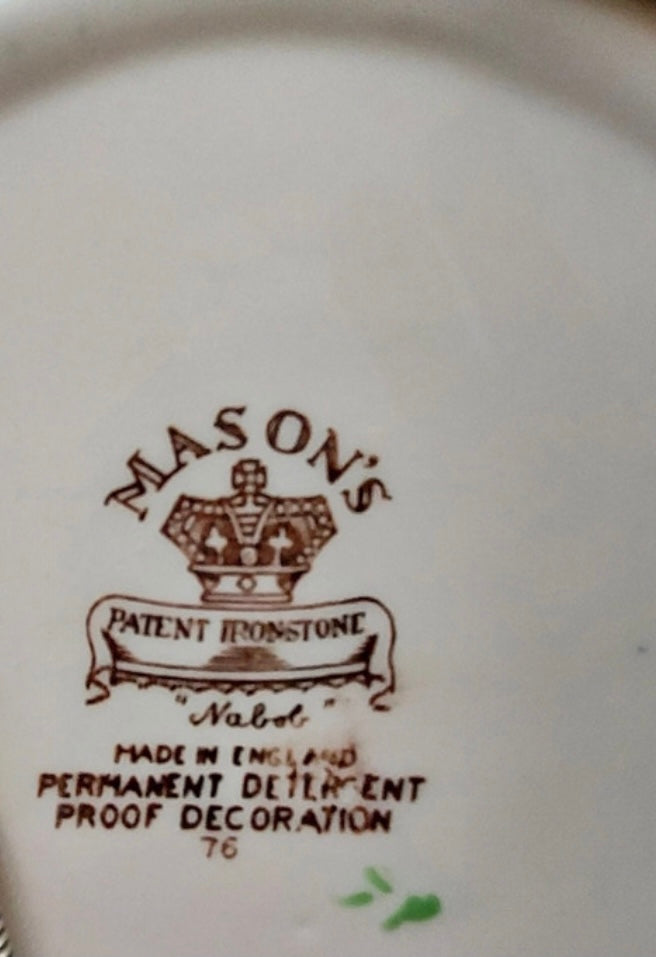 MASON'S
PATENT IRONSTONE
"Nabob"
MADE IN ENGLAND
PERMANENT DETERGENT
PROOF DECORATION
76